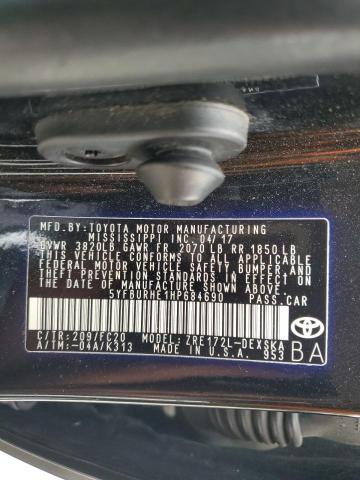 MFD.BY:TOYOTA MOTOR MANUFACTURING
MISSISSIPPI INC. 04/17
GVWR 3820LB GAWR FR 2070 LB RR 1850 LB
THIS VEHICLE CONFORMS TO ALL APPLICABLE
FEDERAL MOTOR VEHICLE SAFETY, BUMPER, AND
THEFT PREVENTION STANDARDS IN EFFECT ON
THE DATE OF MANUFACTURE SHOWN ABOVE.
5YFBURHE1HP684690 PASS.CAR
C/TR:209/FC20 MODEL: ZRE172L-DEXSKA
A/TM:-04A/K313 MADE IN U.S.A. 953
BA